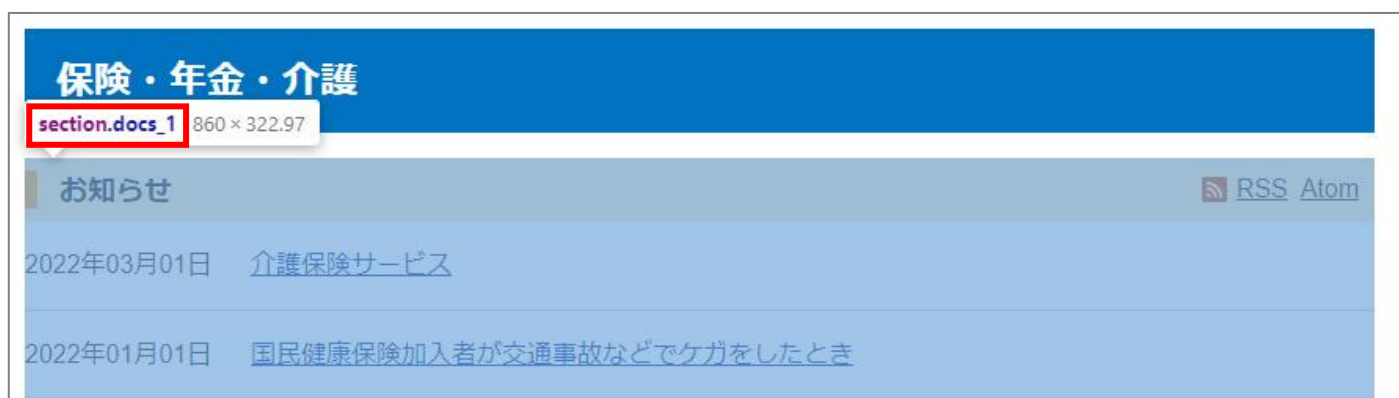 保険・年金・介護
section.docs_1 860 × 322.97
お知らせ RSS Atom
2022年03月01日 介護保険サービス
2022年01月01日 国民健康保険加入者が交通事故などでケガをしたとき